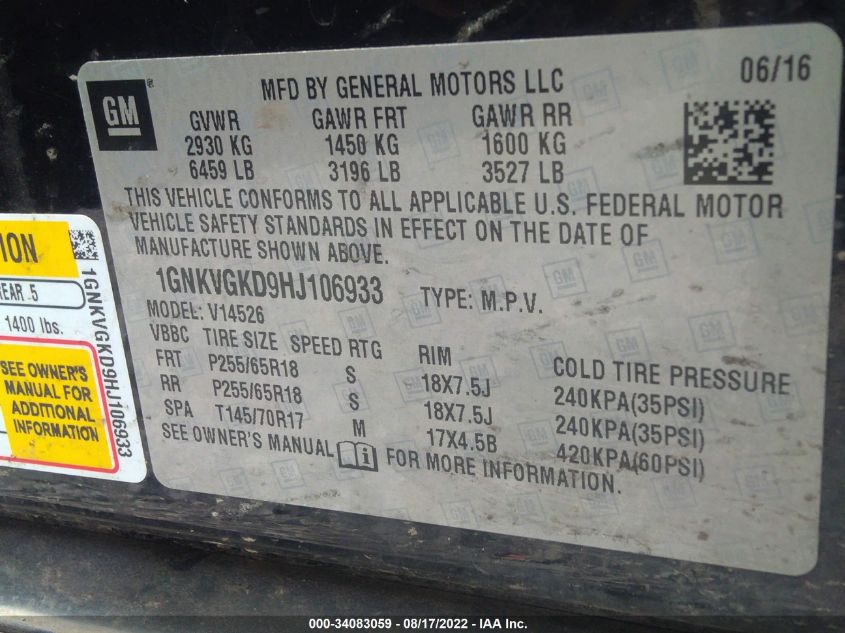 GM
®
MFD BY GENERAL MOTORS LLC
06/16
GVWR GAWR FRT GAWR RR
2930 KG 1450 KG 1600 KG
6459 LB 3196 LB 3527 LB
THIS VEHICLE CONFORMS TO ALL APPLICABLE U.S. FEDERAL MOTOR
VEHICLE SAFETY STANDARDS IN EFFECT ON THE DATE OF
MANUFACTURE SHOWN ABOVE.
1GNKVGKD9HJ106933 TYPE: M.P.V.
MODEL: V14526
VBBC TIRE SIZE SPEED RTG RIM COLD TIRE PRESSURE
FRT P255/65R18 S 18X7.5J 240KPA(35PSI)
RR P255/65R18 S 18X7.5J 240KPA(35PSI)
SPA T145/70R17 M 17X4.5B 420KPA(60PSI)
SEE OWNER'S MANUAL i FOR MORE INFORMATION.
REAR 5
1400 lbs.
SEE OWNER'S
MANUAL FOR
ADDITIONAL
INFORMATION
1GNKVGKD9HJ106933
000-34083059 - 08/17/2022 - IAA Inc.